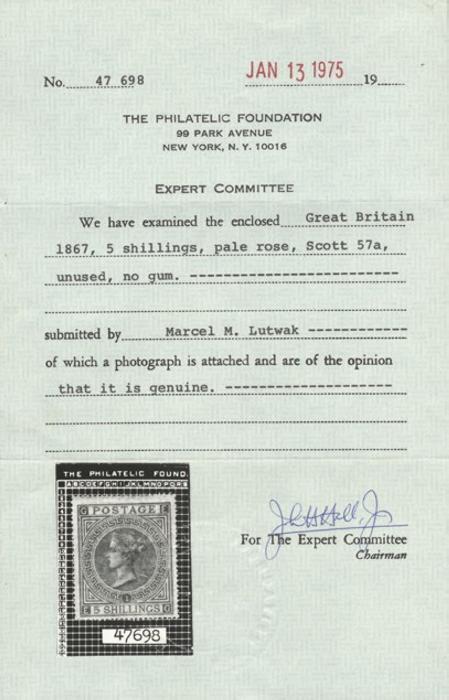 No. 47 698 JAN 13 1975 19
THE PHILATELIC FOUNDATION
99 PARK AVENUE
NEW YORK, N. Y. 10016
EXPERT COMMITTEE
We have examined the enclosed Great Britain
1867, 5 shillings, pale rose, Scott 57a,
unused, no gum. -------------------------
submitted by Marcel M. Lutwak ------------
of which a photograph is attached and are of the opinion
that it is genuine. --------------------
THE PHILATELIC FOUND
ABCDEFGHIJKLMNOPQRS
G POSTAGE E
E 5 SHILLINGS G
47698
For The Expert Committee
Chairman